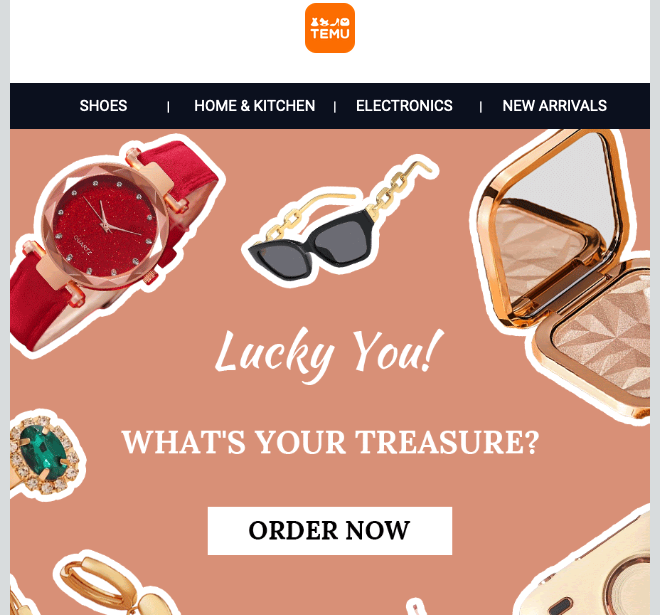 TEMU
SHOES | HOME & KITCHEN | ELECTRONICS | NEW ARRIVALS
QUARTZ
Lucky You!
WHAT'S YOUR TREASURE?
ORDER NOW